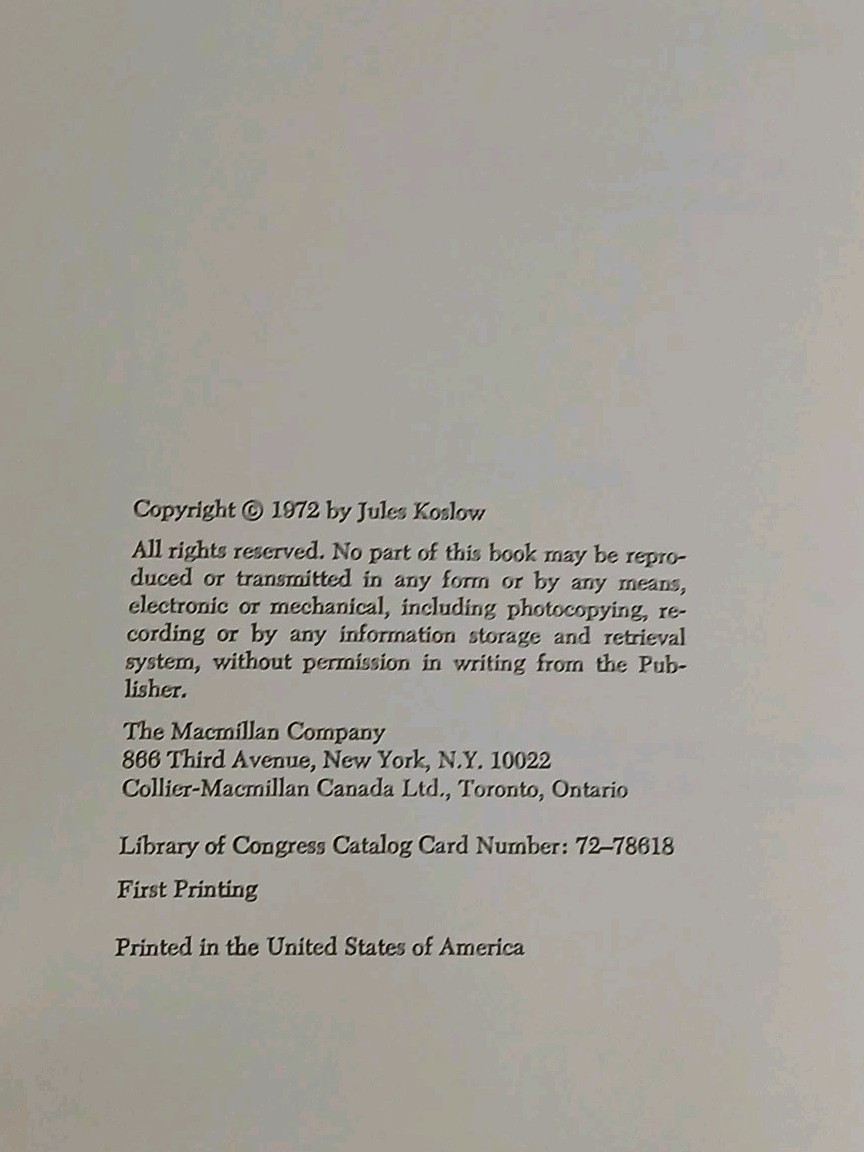 Copyright © 1972 by Jules Koslow
All rights reserved. No part of this book may be repro-
duced or transmitted in any form or by any means,
electronic or mechanical, including photocopying, re-
cording or by any information storage and retrieval
system, without permission in writing from the Pub-
lisher.
The Macmillan Company
866 Third Avenue, New York, N.Y. 10022
Collier-Macmillan Canada Ltd., Toronto, Ontario
Library of Congress Catalog Card Number: 72–78618
First Printing
Printed in the United States of America